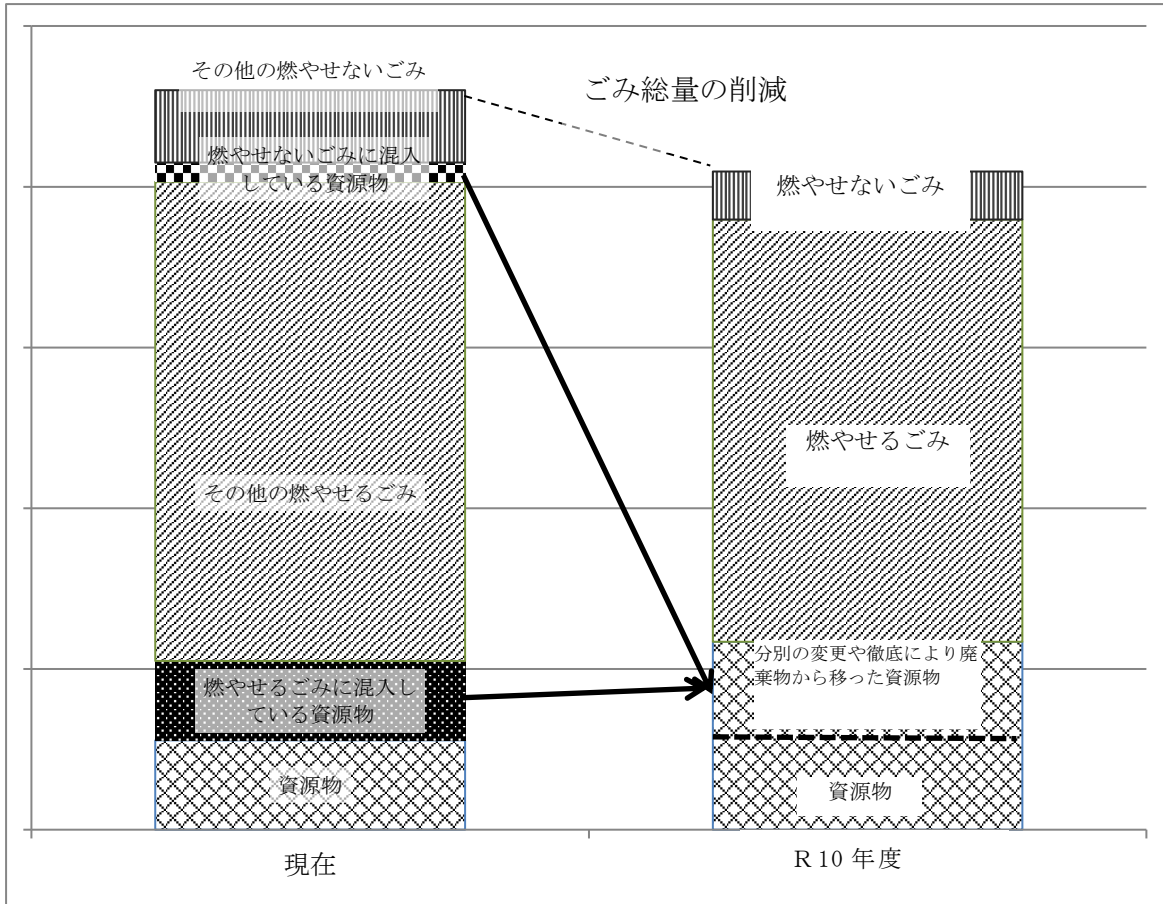 その他の燃やせないごみ
ごみ総量の削減
燃やせないごみに混入
している資源物
燃やせないごみ
その他の燃やせるごみ
燃やせるごみ
燃やせるごみに混入し
ている資源物
分別の変更や徹底により廃
棄物から移った資源物
資源物
資源物
現在
R 10 年度